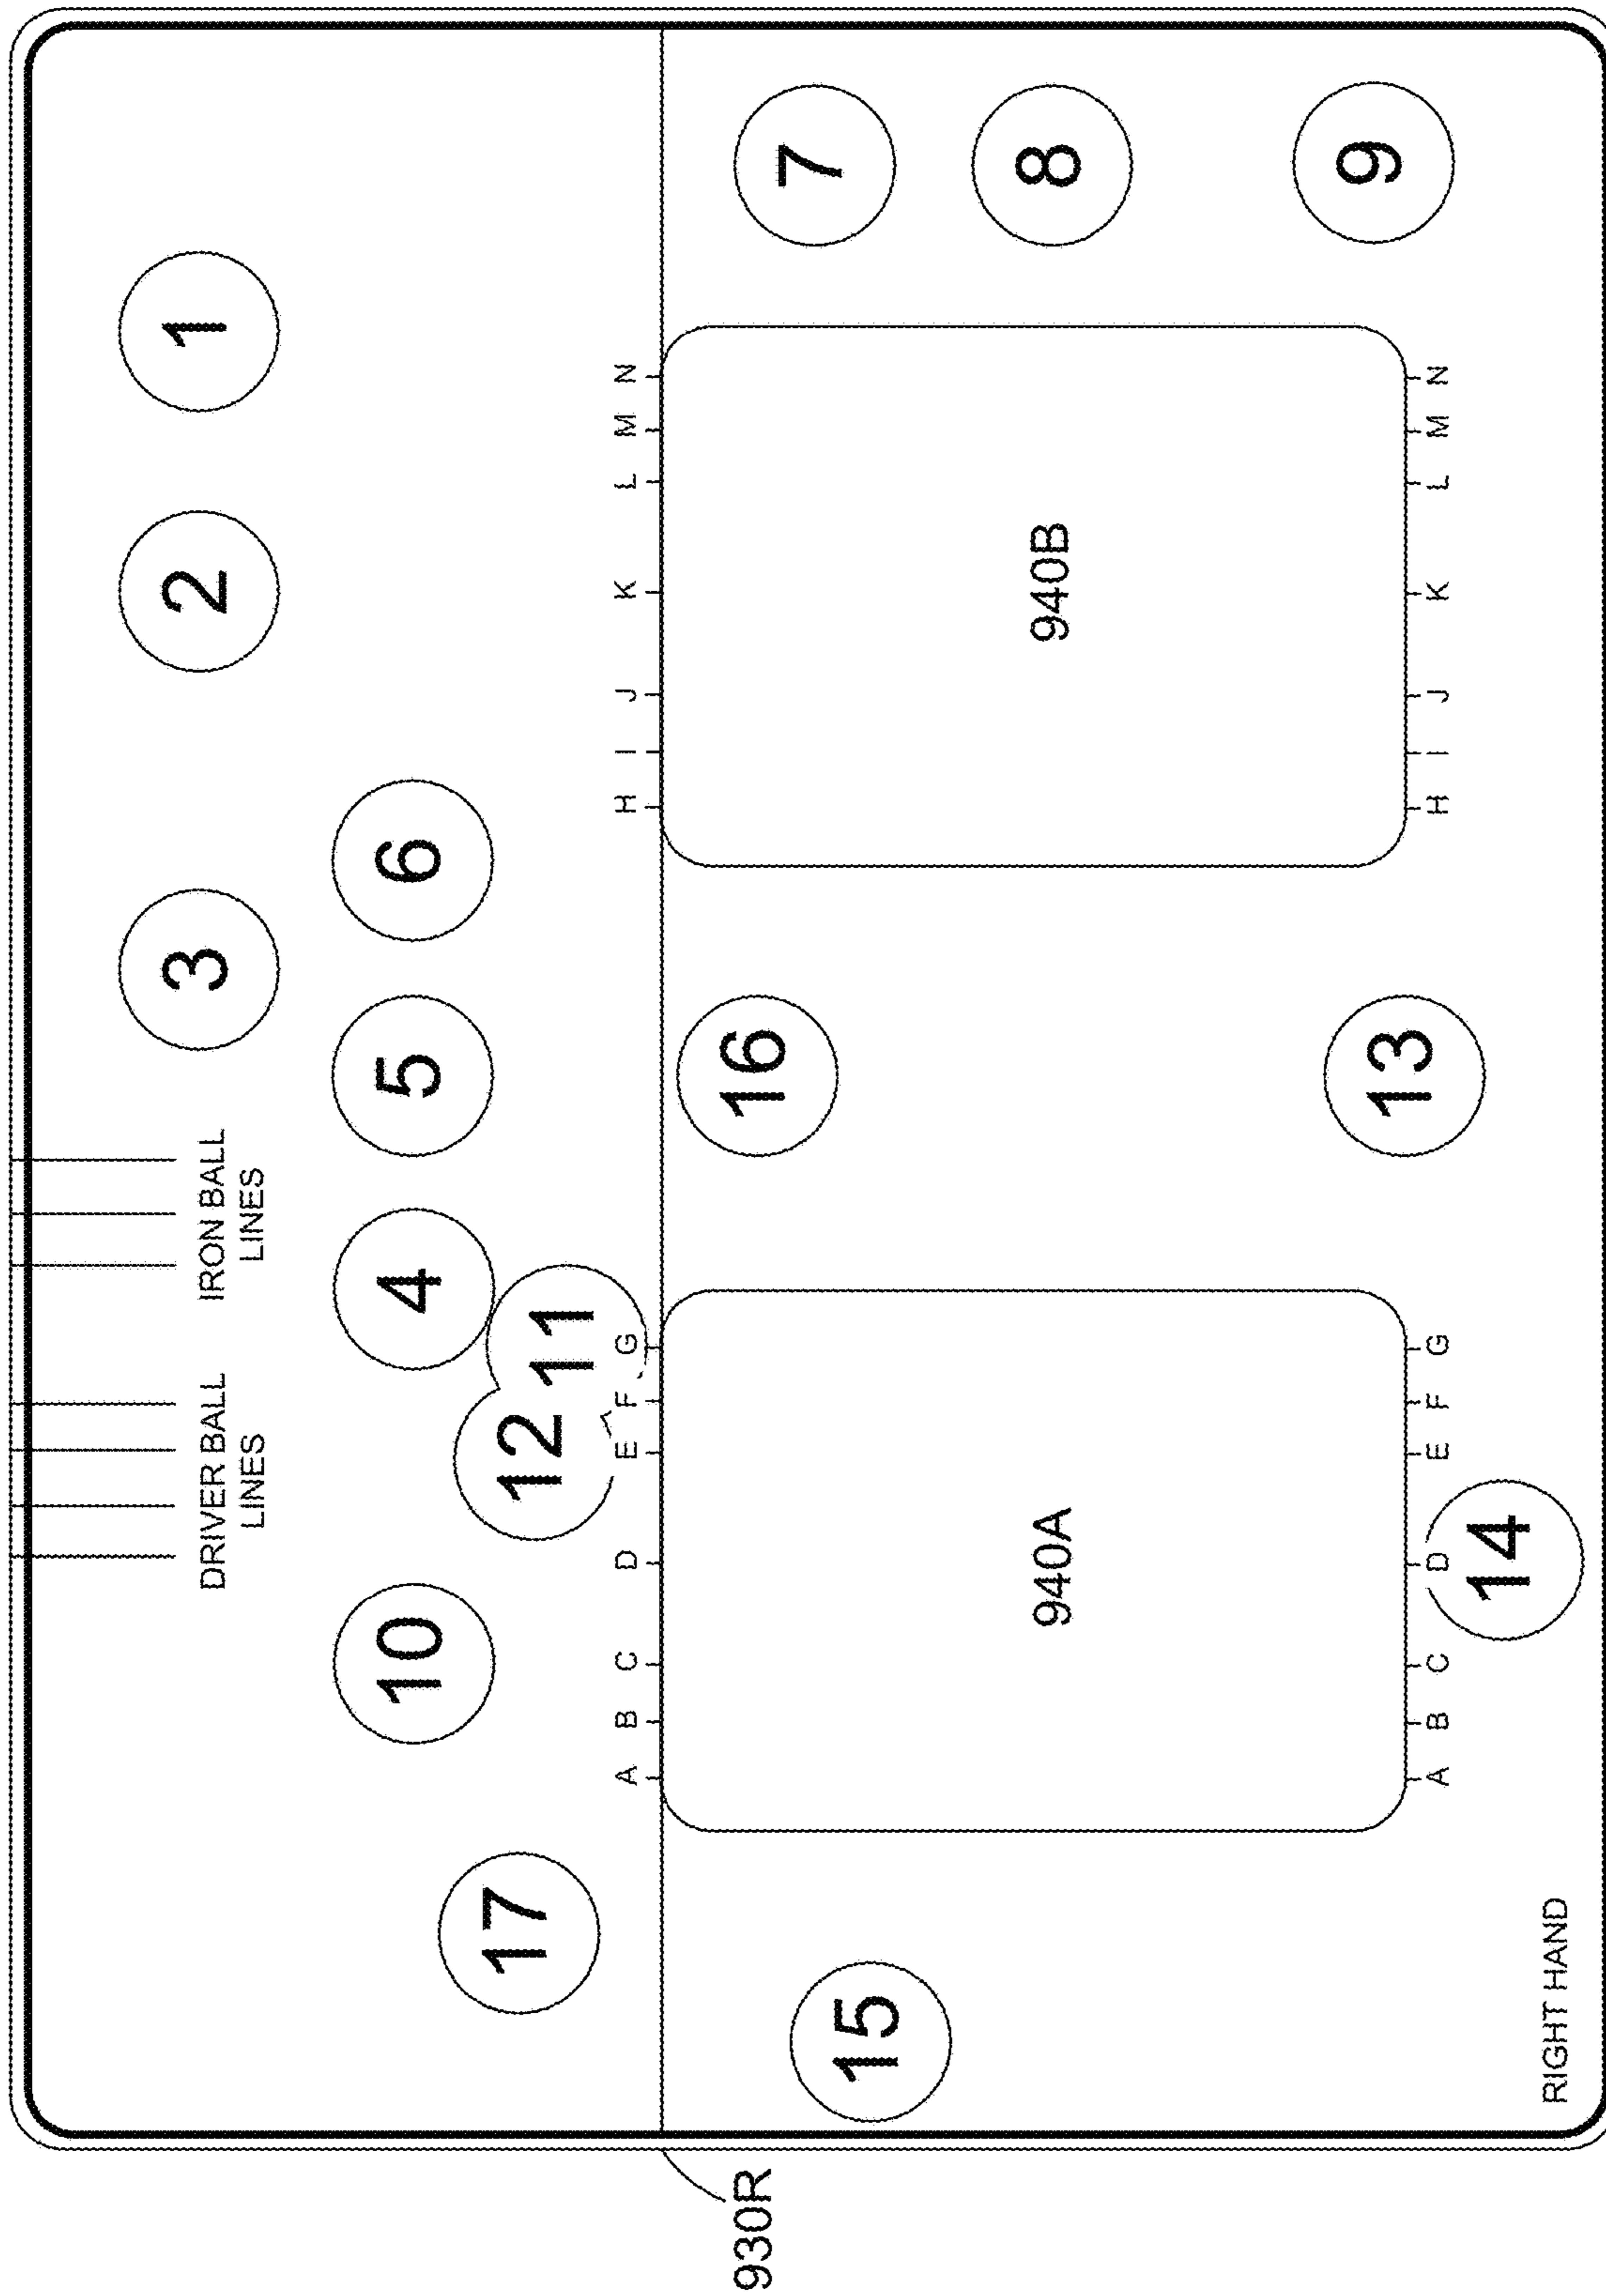 DRIVER BALL
LINES
IRON BALL
LINES
3
2
1
10
4
5
6
17
12
11
A B C D E F G
H I J K L M N
930R
16
7
15
940A
940B
8
13
9
A B C D E F G
H I J K L M N
14
RIGHT HAND